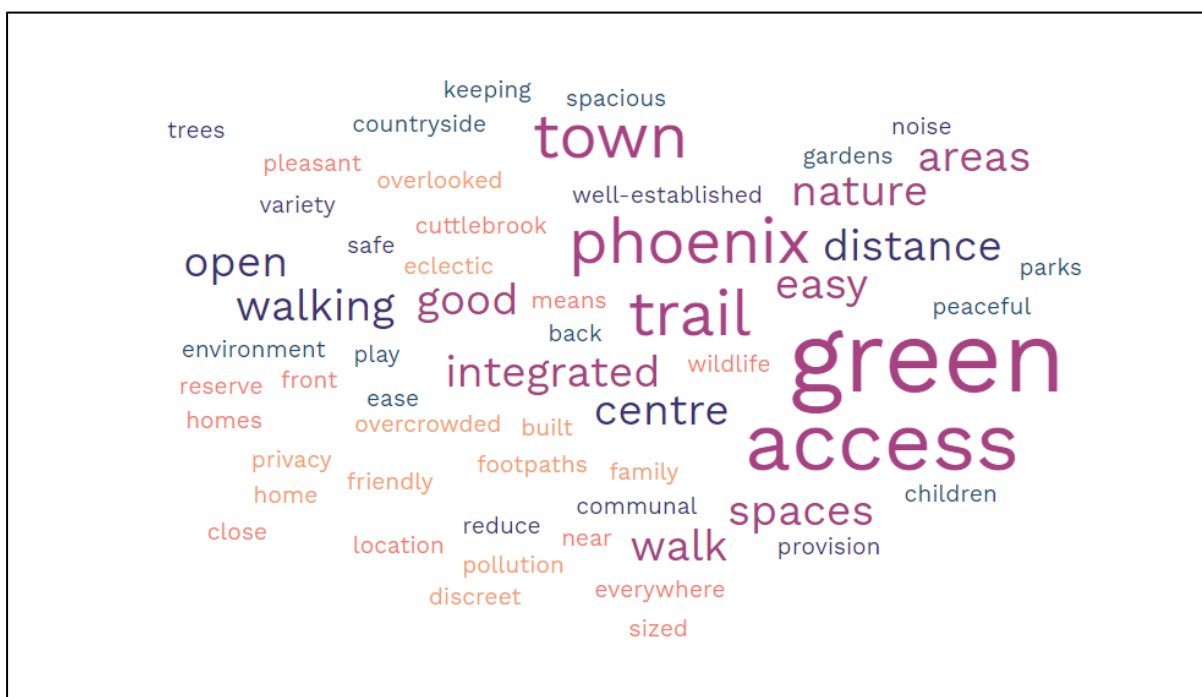 keeping
spacious
trees
countryside
town
noise
pleasant
gardens
areas
overlooked
variety
well-established
nature
cuttlebrook
safe
phoenix
distance
open
eclectic
parks
walking
good
means
trail
easy
peaceful
back
environment
play
green
reserve
front
integrated
wildlife
ease
homes
overcrowded
built
centre
access
privacy
footpaths
family
home
friendly
children
communal
spaces
close
reduce
location
near
walk
provision
pollution
discreet
everywhere
sized